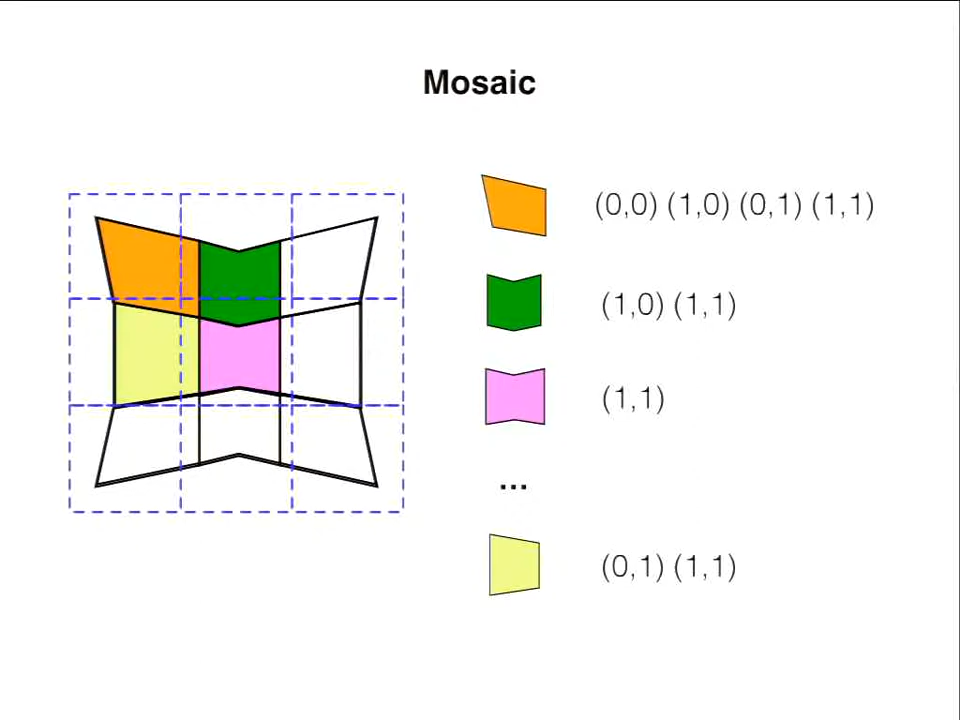 Mosaic
(0,0) (1,0) (0,1) (1,1)
(1,0) (1,1)
(1,1)
...
(0,1) (1,1)